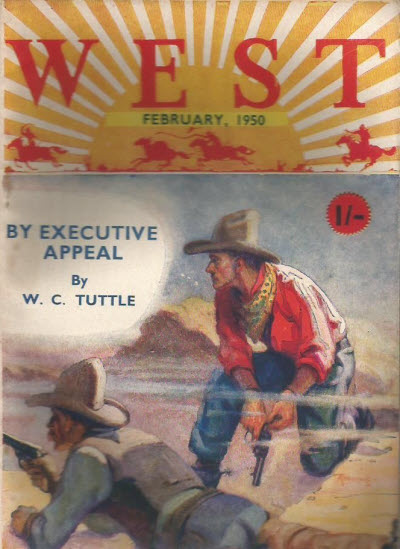 WEST
FEBRUARY, 1950
1/-
BY EXECUTIVE
APPEAL
By
W. C. TUTTLE